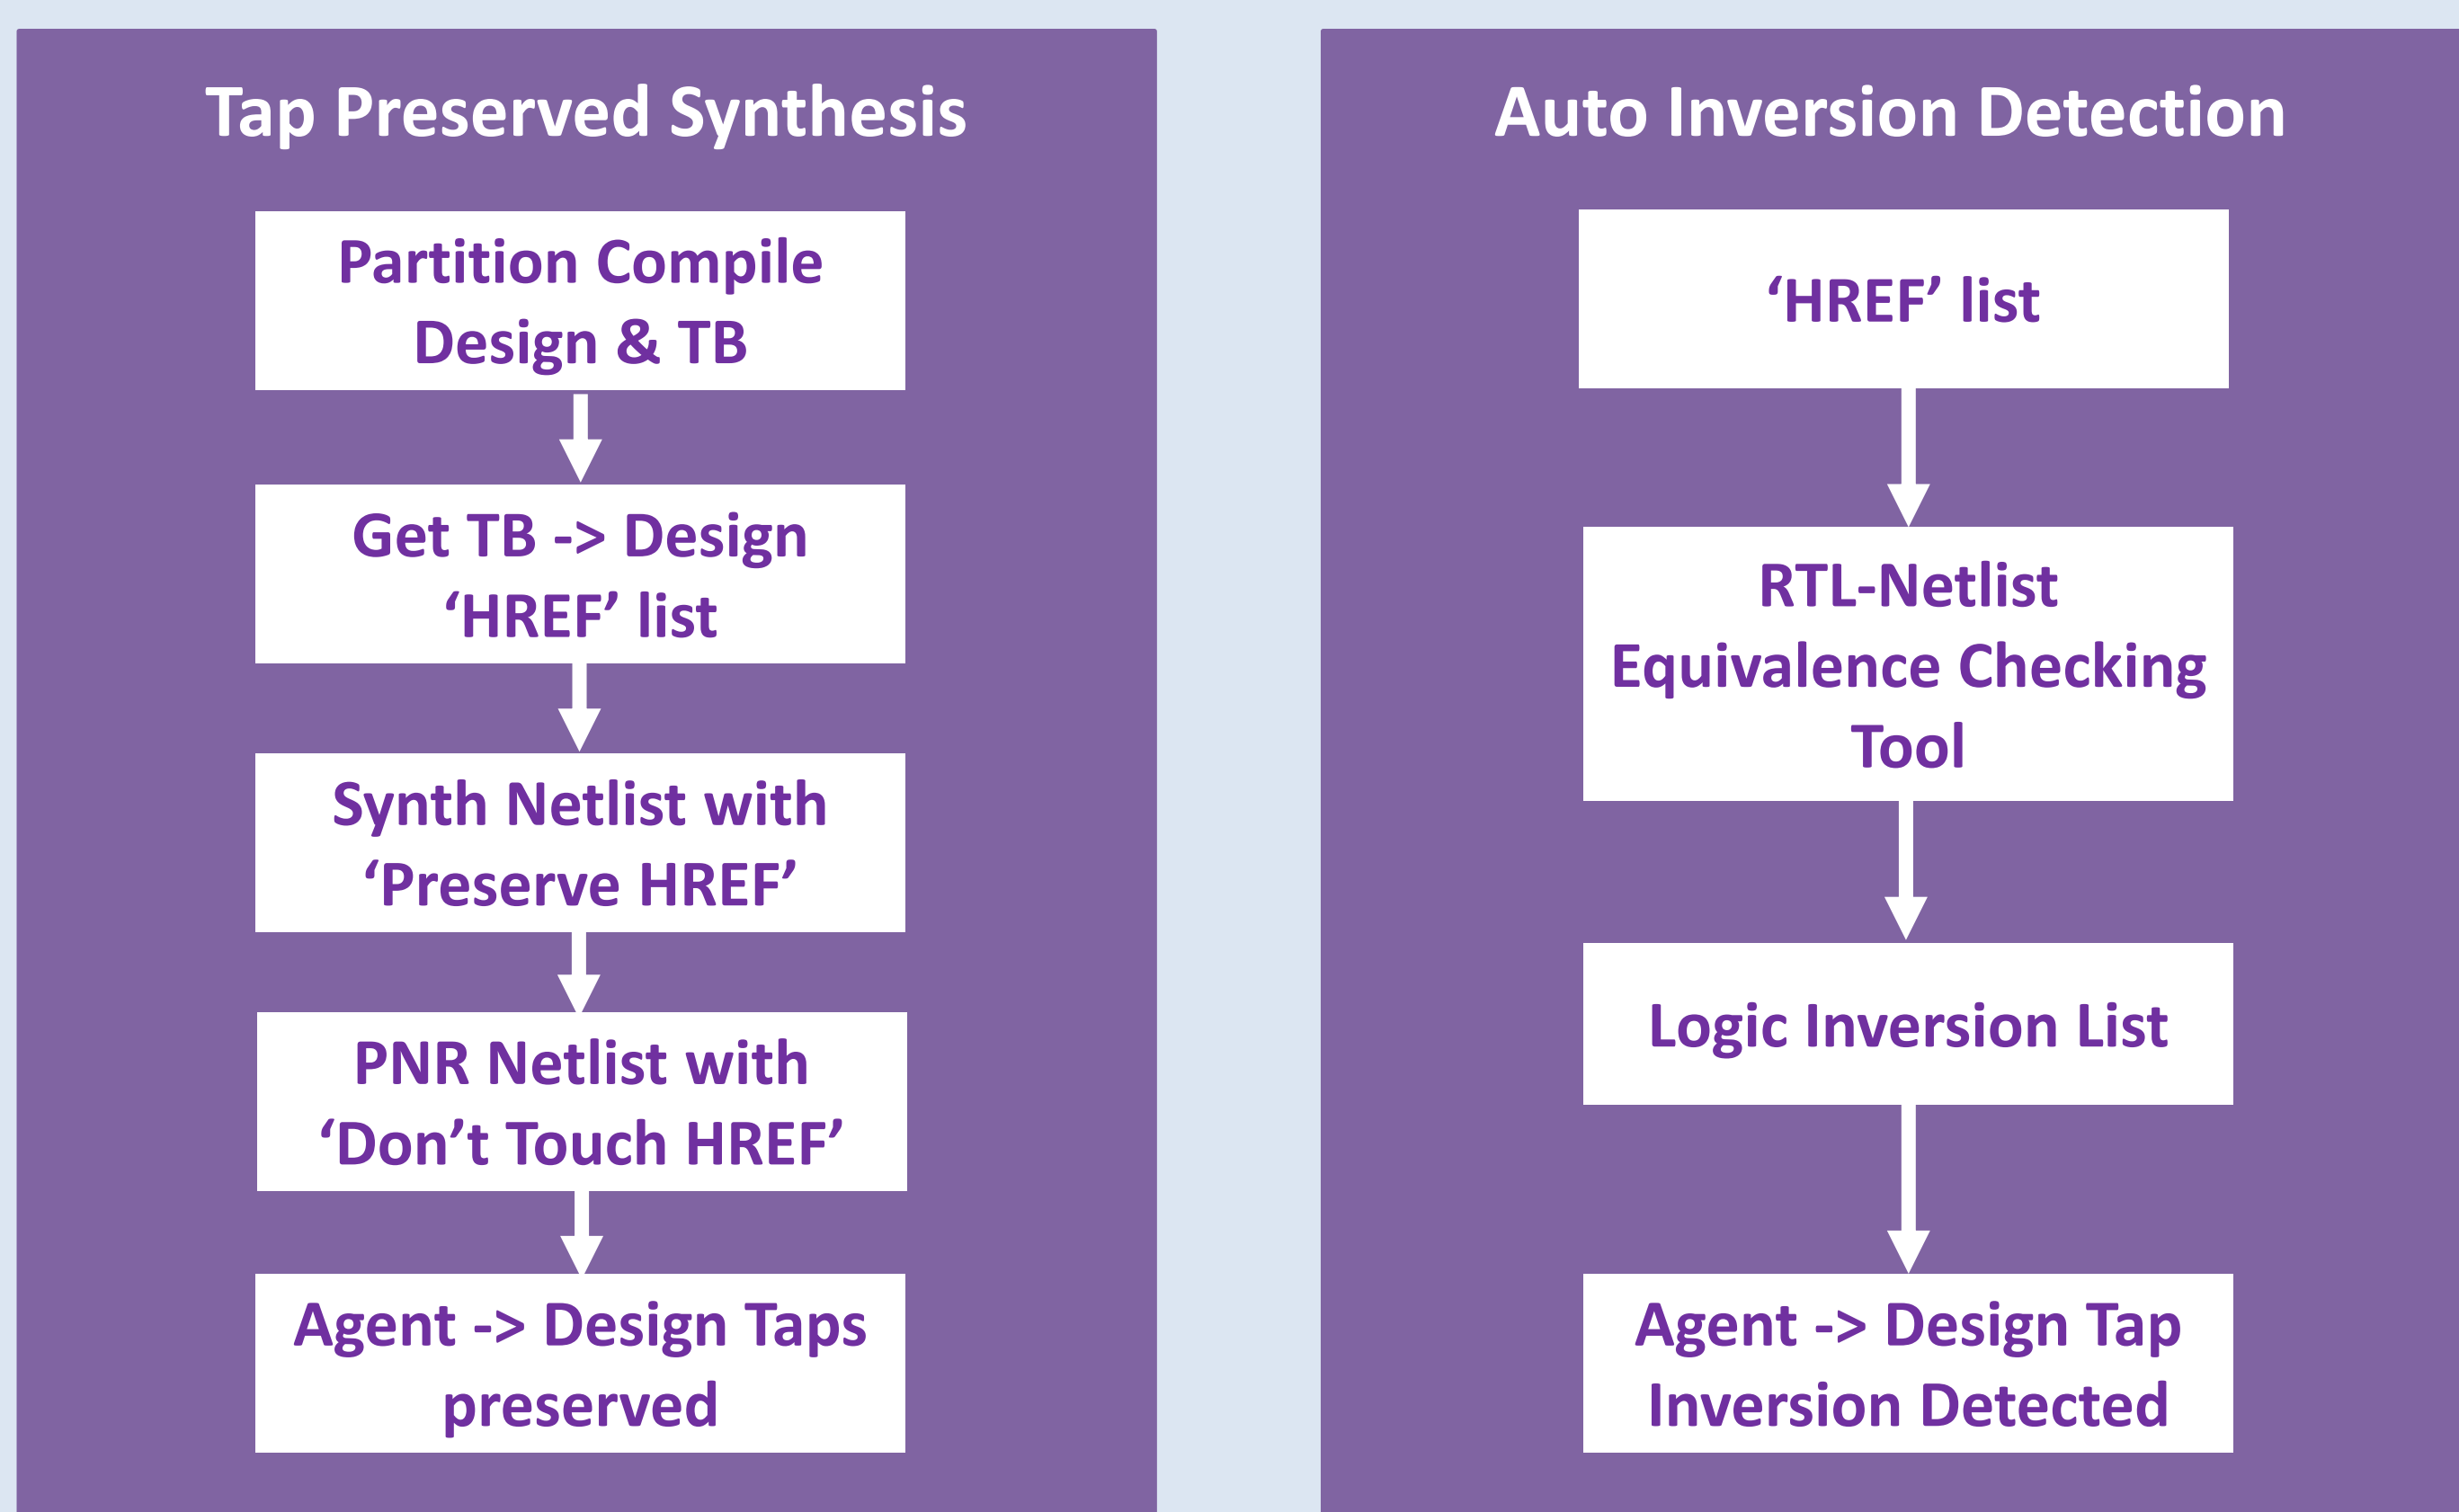 Tap Preserved Synthesis
Partition Compile
Design & TB
Get TB -> Design
‘HREF’ list
Synth Netlist with
‘Preserve HREF’
PNR Netlist with
‘Don’t Touch HREF’
Agent -> Design Taps
preserved
Auto Inversion Detection
‘HREF’ list
RTL-Netlist
Equivalence Checking
Tool
Logic Inversion List
Agent -> Design Tap
Inversion Detected